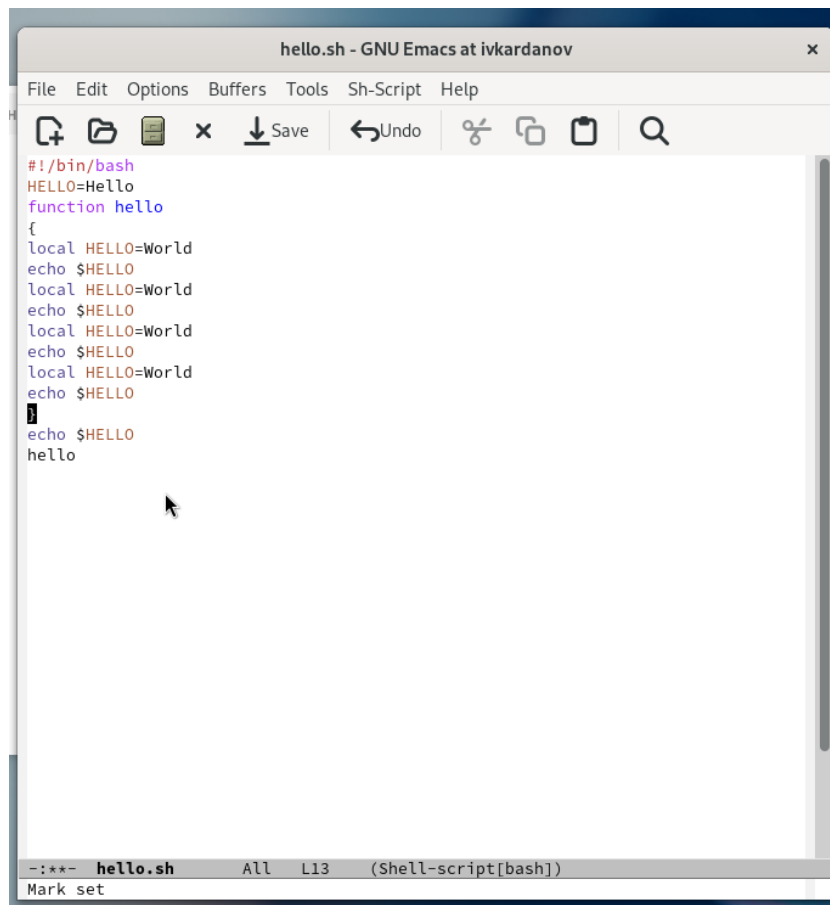 hello.sh - GNU Emacs at ivkardanov ×
File Edit Options Buffers Tools Sh-Script Help
Save Undo
#!/bin/bash
HELLO=Hello
function hello
{
local HELLO=World
echo $HELLO
local HELLO=World
echo $HELLO
local HELLO=World
echo $HELLO
local HELLO=World
echo $HELLO
}
echo $HELLO
hello
-:**- hello.sh All L13 (Shell-script[bash])
Mark set